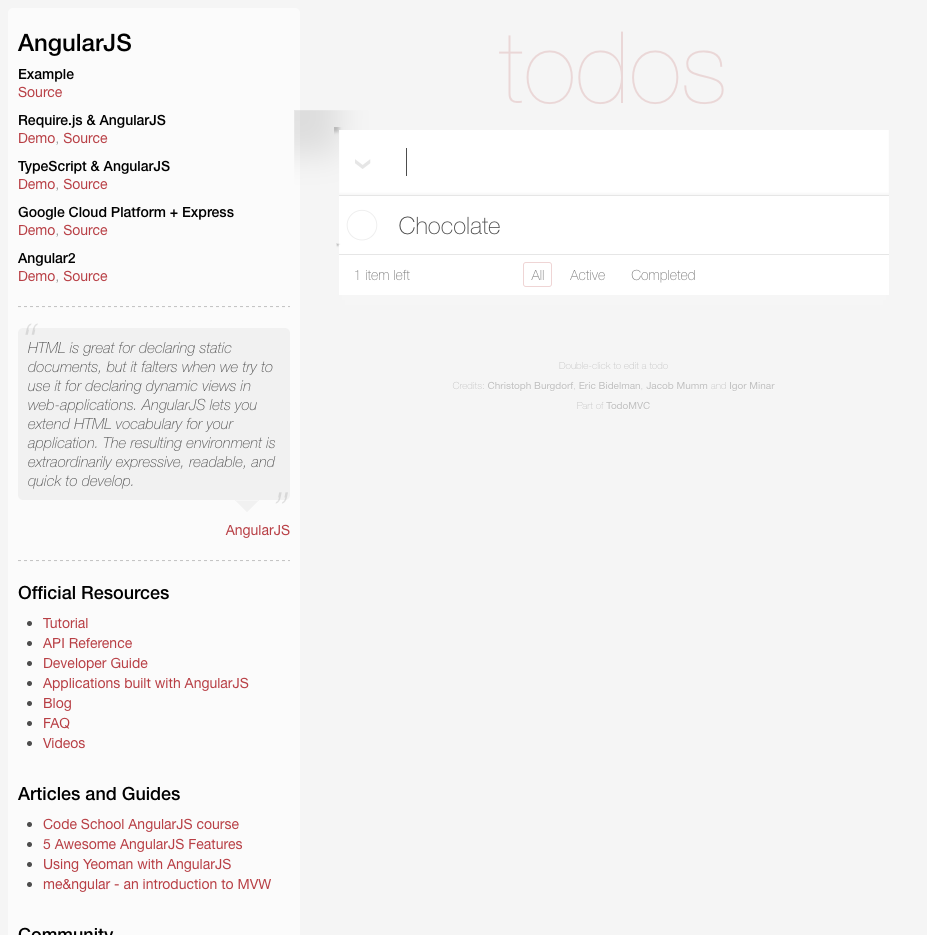 AngularJS
Example
Source
Require.js & AngularJS
Demo, Source
TypeScript & AngularJS
Demo, Source
Google Cloud Platform + Express
Demo, Source
Angular2
Demo, Source
“
HTML is great for declaring static
documents, but it falters when we try to
use it for declaring dynamic views in
web-applications. AngularJS lets you
extend HTML vocabulary for your
application. The resulting environment is
extraordinarily expressive, readable, and
quick to develop.
”
AngularJS
Official Resources
Tutorial
API Reference
Developer Guide
Applications built with AngularJS
Blog
FAQ
Videos
Articles and Guides
Code School AngularJS course
5 Awesome AngularJS Features
Using Yeoman with AngularJS
me&ngular - an introduction to MVW
Community
todos
Chocolate
1 item left All Active Completed
Double-click to edit a todo
Credits: Christoph Burgdorf, Eric Bidelman, Jacob Mumm and Igor Minar
Part of TodoMVC